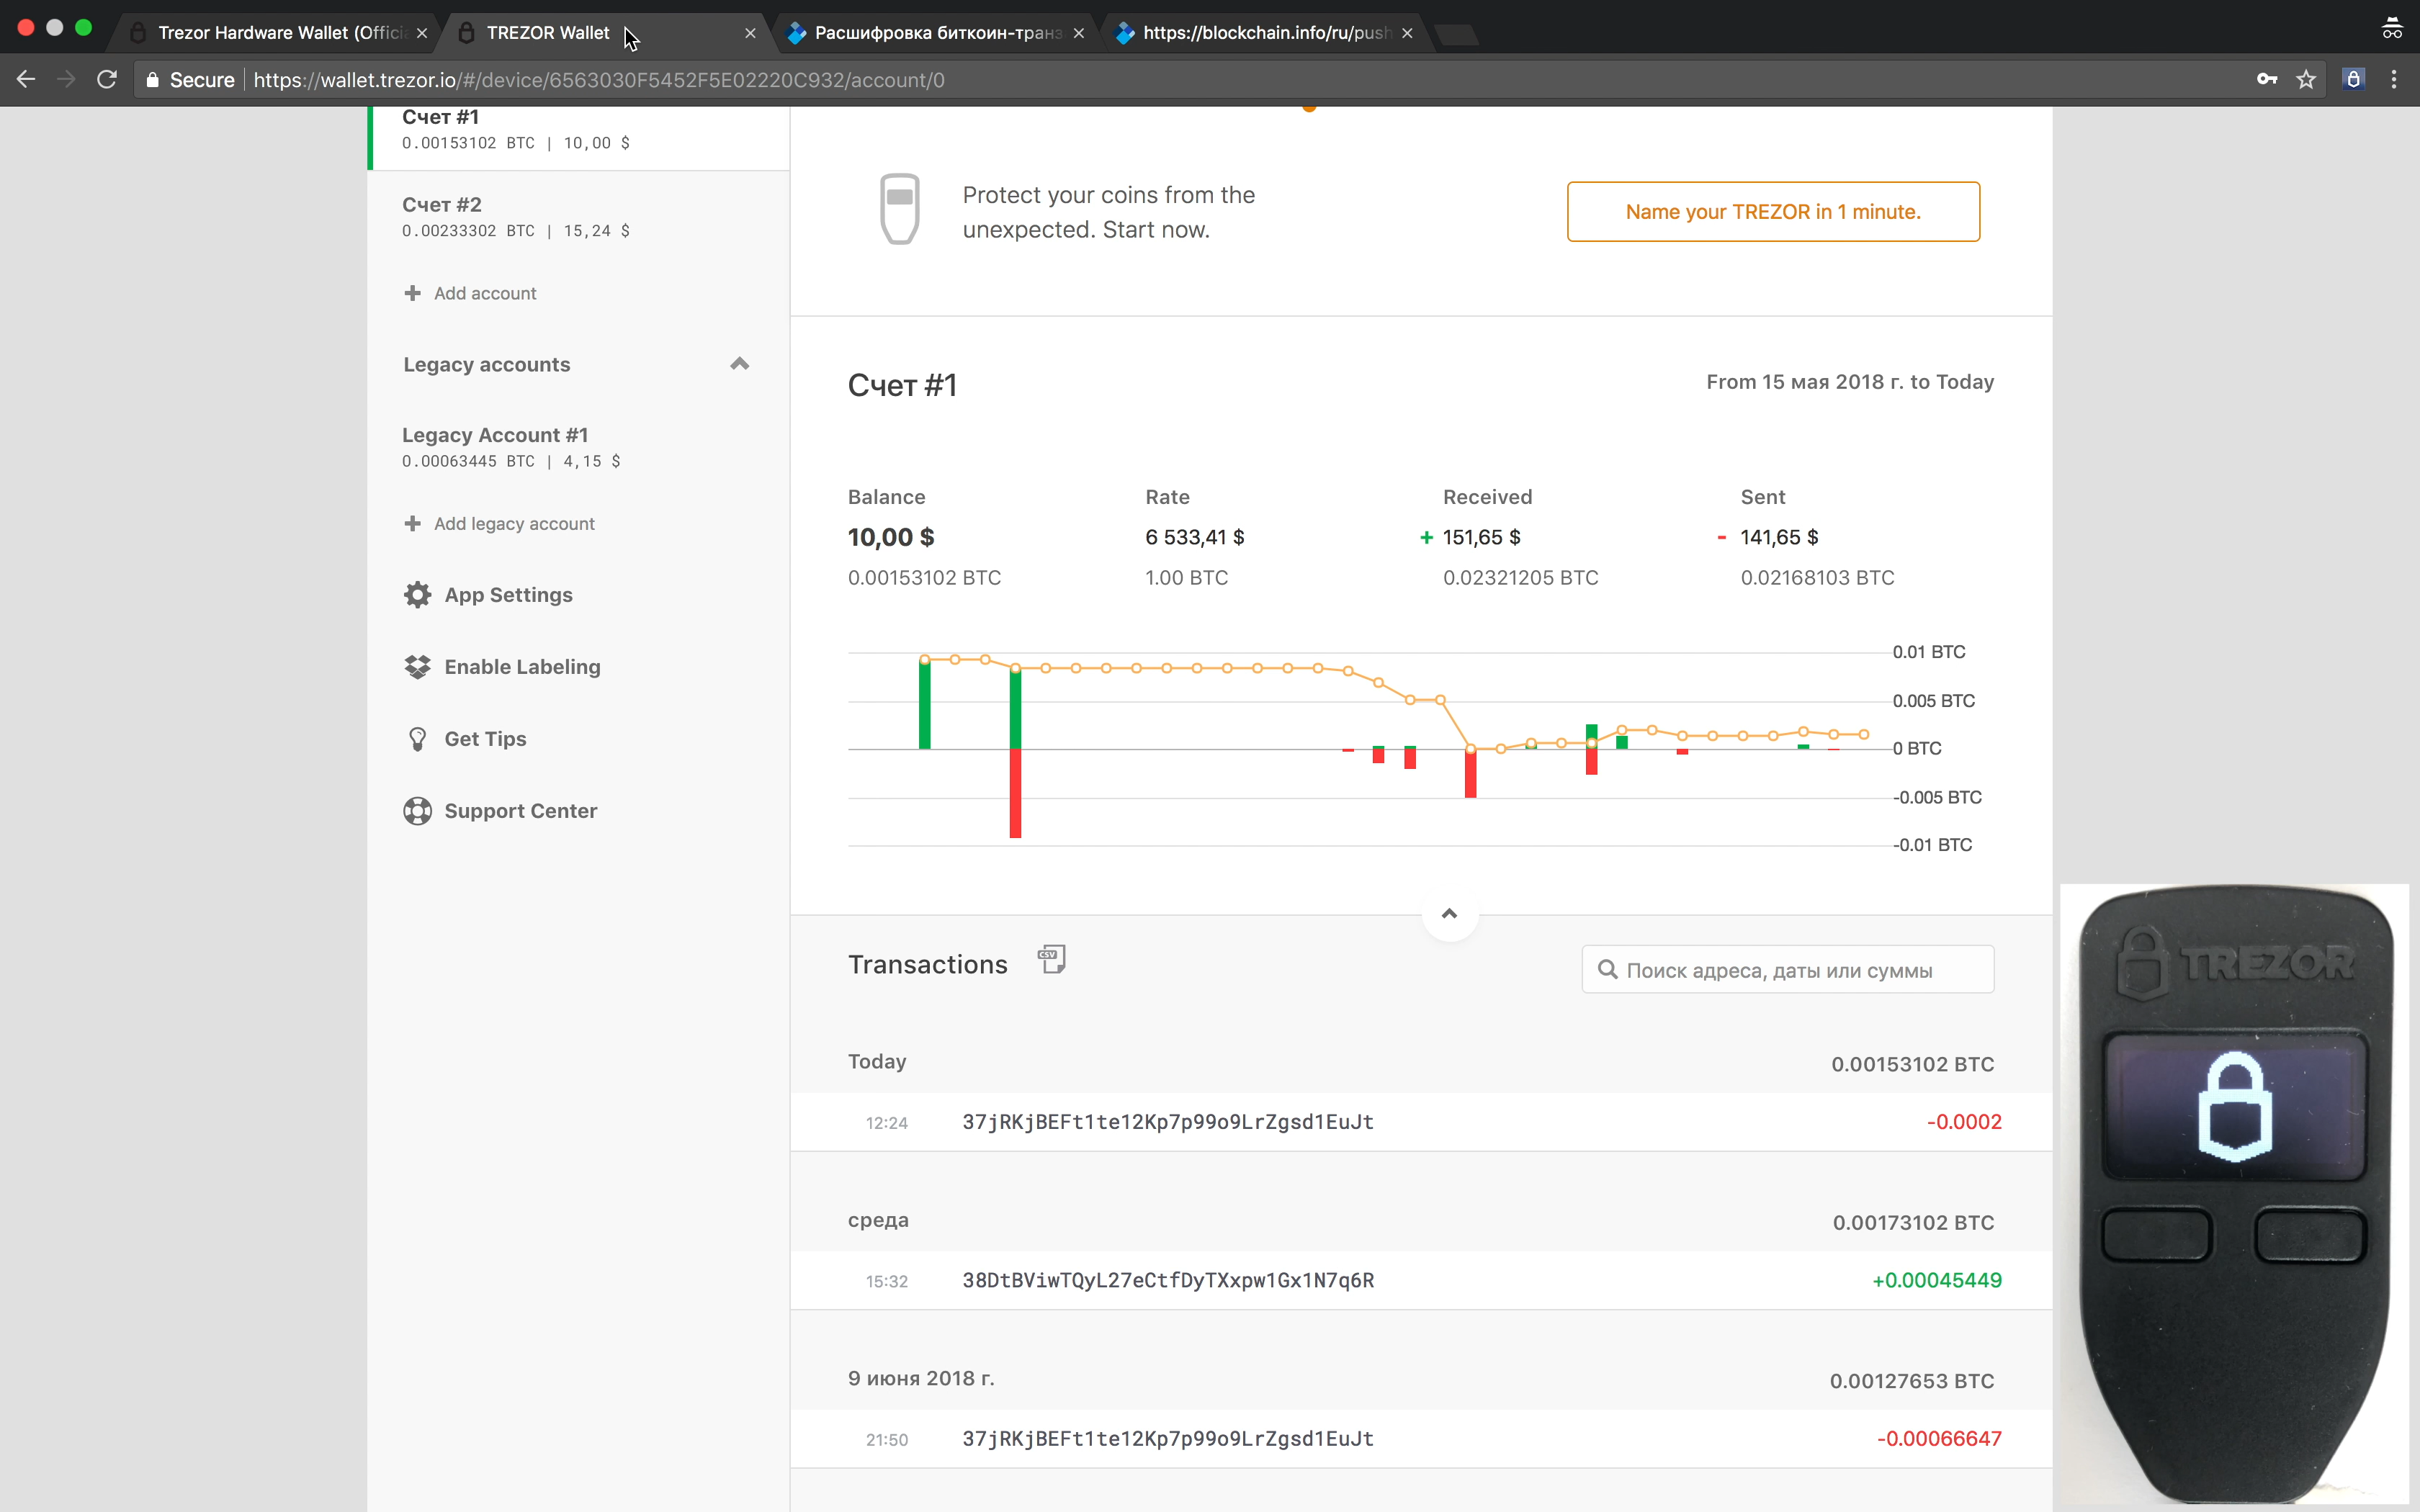 Trezor Hardware Wallet (Offici
TREZOR Wallet
Расшифровка биткоин-транз
https://blockchain.info/ru/push
Secure
https://wallet.trezor.io/#/device/6563030F5452F5E02220C932/account/0
Счет #1
0.00153102 BTC | 10,00 $
Счет #2
0.00233302 BTC | 15,24 $
Add account
Legacy accounts
Legacy Account #1
0.00063445 BTC | 4,15 $
Add legacy account
App Settings
Enable Labeling
Get Tips
Support Center
Protect your coins from the
unexpected. Start now.
Name your TREZOR in 1 minute.
Счет #1
From 15 мая 2018 г. to Today
Balance
10,00 $
0.00153102 BTC
Rate
6 533,41 $
1.00 BTC
Received
+ 151,65 $
0.02321205 BTC
Sent
- 141,65 $
0.02168103 BTC
0.01 BTC
0.005 BTC
0 BTC
-0.005 BTC
-0.01 BTC
Transactions
CSV
Поиск адреса, даты или суммы
Today 0.00153102 BTC
12:24 37jRKjBEFt1te12Kp7p99o9LrZgsd1EuJt -0.0002
среда 0.00173102 BTC
15:32 38DtBViwTQyL27eCtfDyTXxpw1Gx1N7q6R +0.00045449
9 июня 2018 г. 0.00127653 BTC
21:50 37jRKjBEFt1te12Kp7p99o9LrZgsd1EuJt -0.00066647
TREZOR